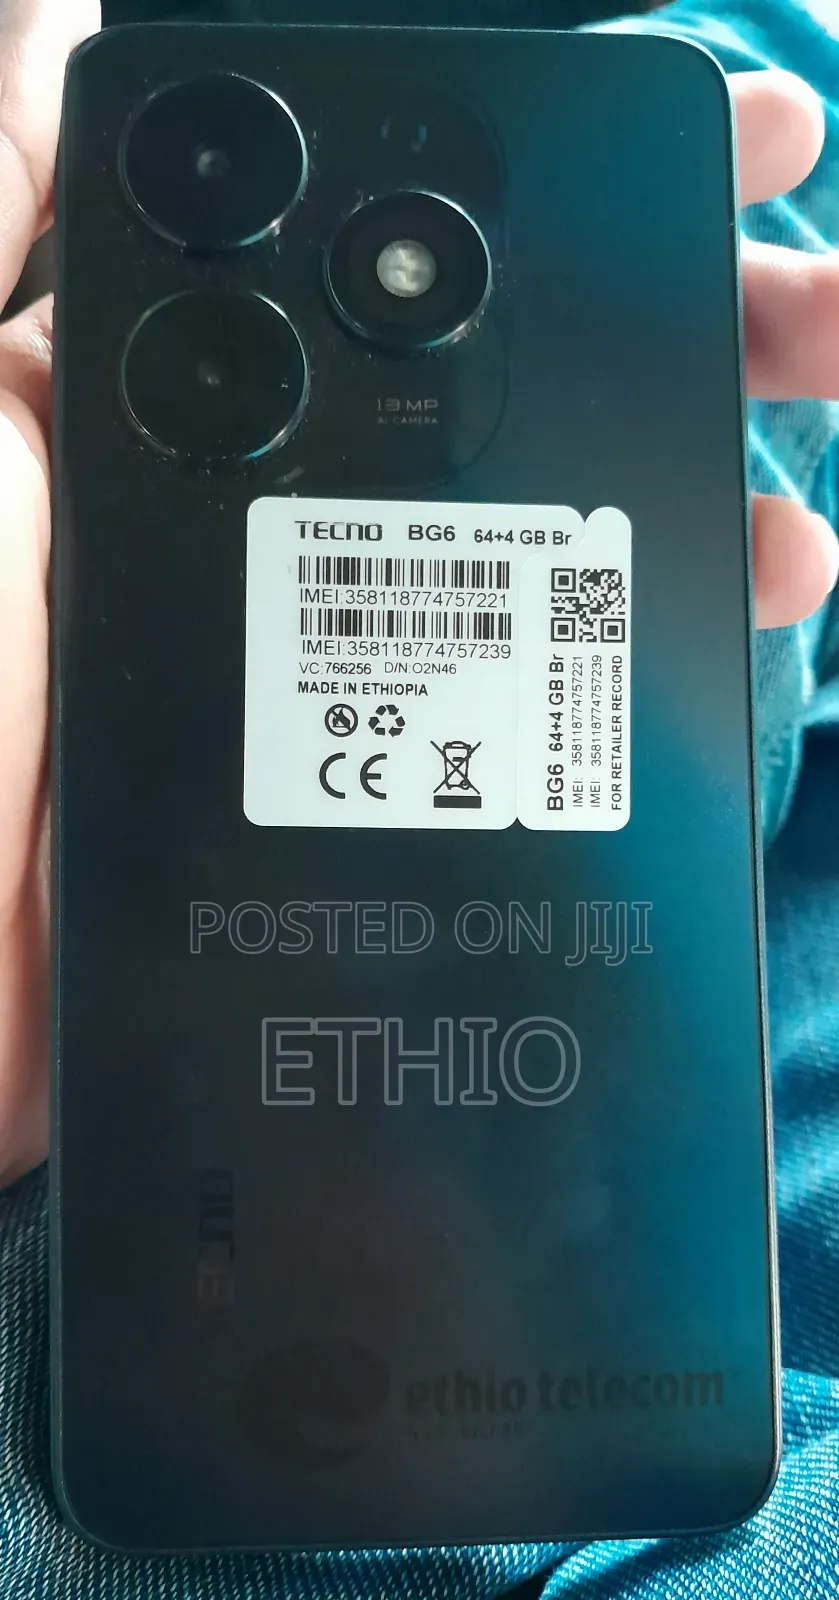 13 MP
AI CAMERA
TECNO BG6 64+4 GB Br
IMEI:358118774757221
IMEI:358118774757239
VC:766256 D/N:O2N46
MADE IN ETHIOPIA
CE
BG6 64+4 GB Br
IMEI: 358118774757221
IMEI: 358118774757239
FOR RETAILER RECORD
POSTED ON JIJI
ETHIO
ethio telecom